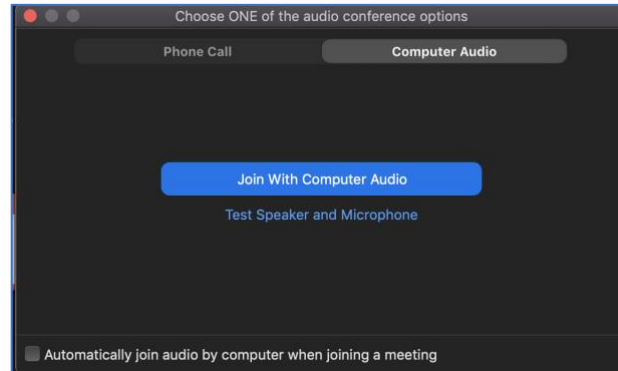 Choose ONE of the audio conference options
Phone Call
Computer Audio
Join With Computer Audio
Test Speaker and Microphone
Automatically join audio by computer when joining a meeting